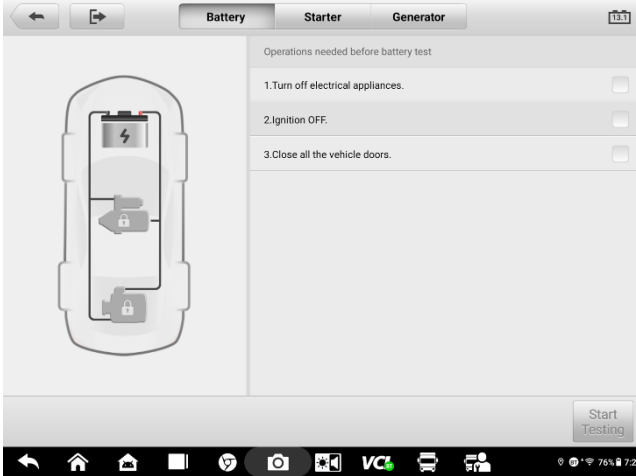 Battery
Starter
Generator
13.1
Operations needed before battery test
1.Turn off electrical appliances.
2.Ignition OFF.
3.Close all the vehicle doors.
Start
Testing
VCI
76%